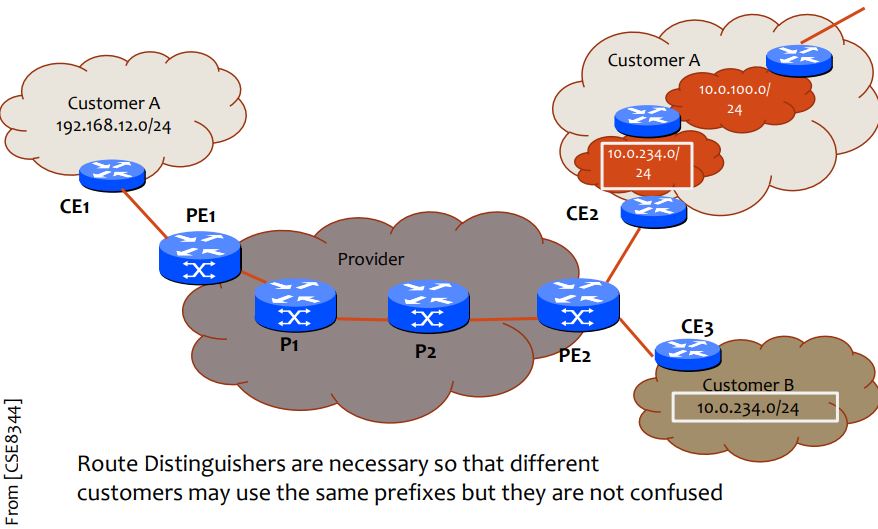 Customer A
192.168.12.0/24
CE1
PE1
Provider
P1
P2
PE2
Customer A
10.0.100.0/
24
10.0.234.0/
24
CE2
CE3
Customer B
10.0.234.0/24
Route Distinguishers are necessary so that different
customers may use the same prefixes but they are not confused
From [CSE8344]